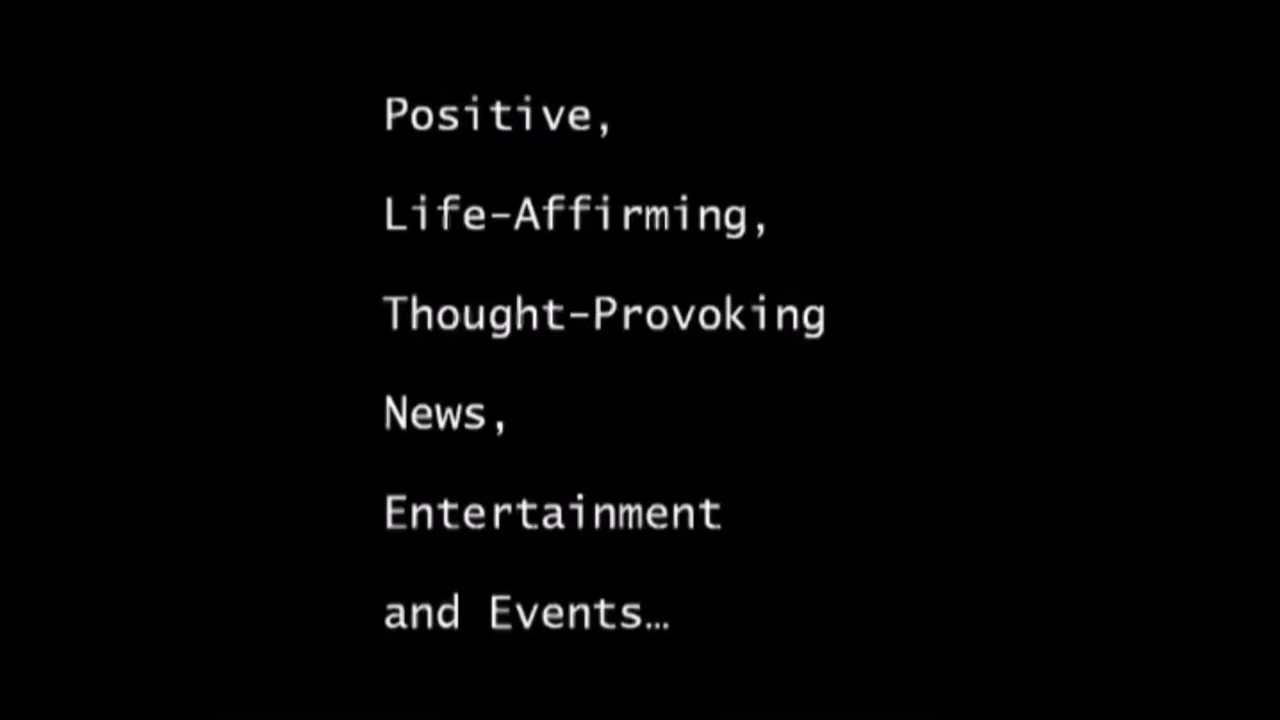 Positive,
Life-Affirming,
Thought-Provoking
News,
Entertainment
and Events…